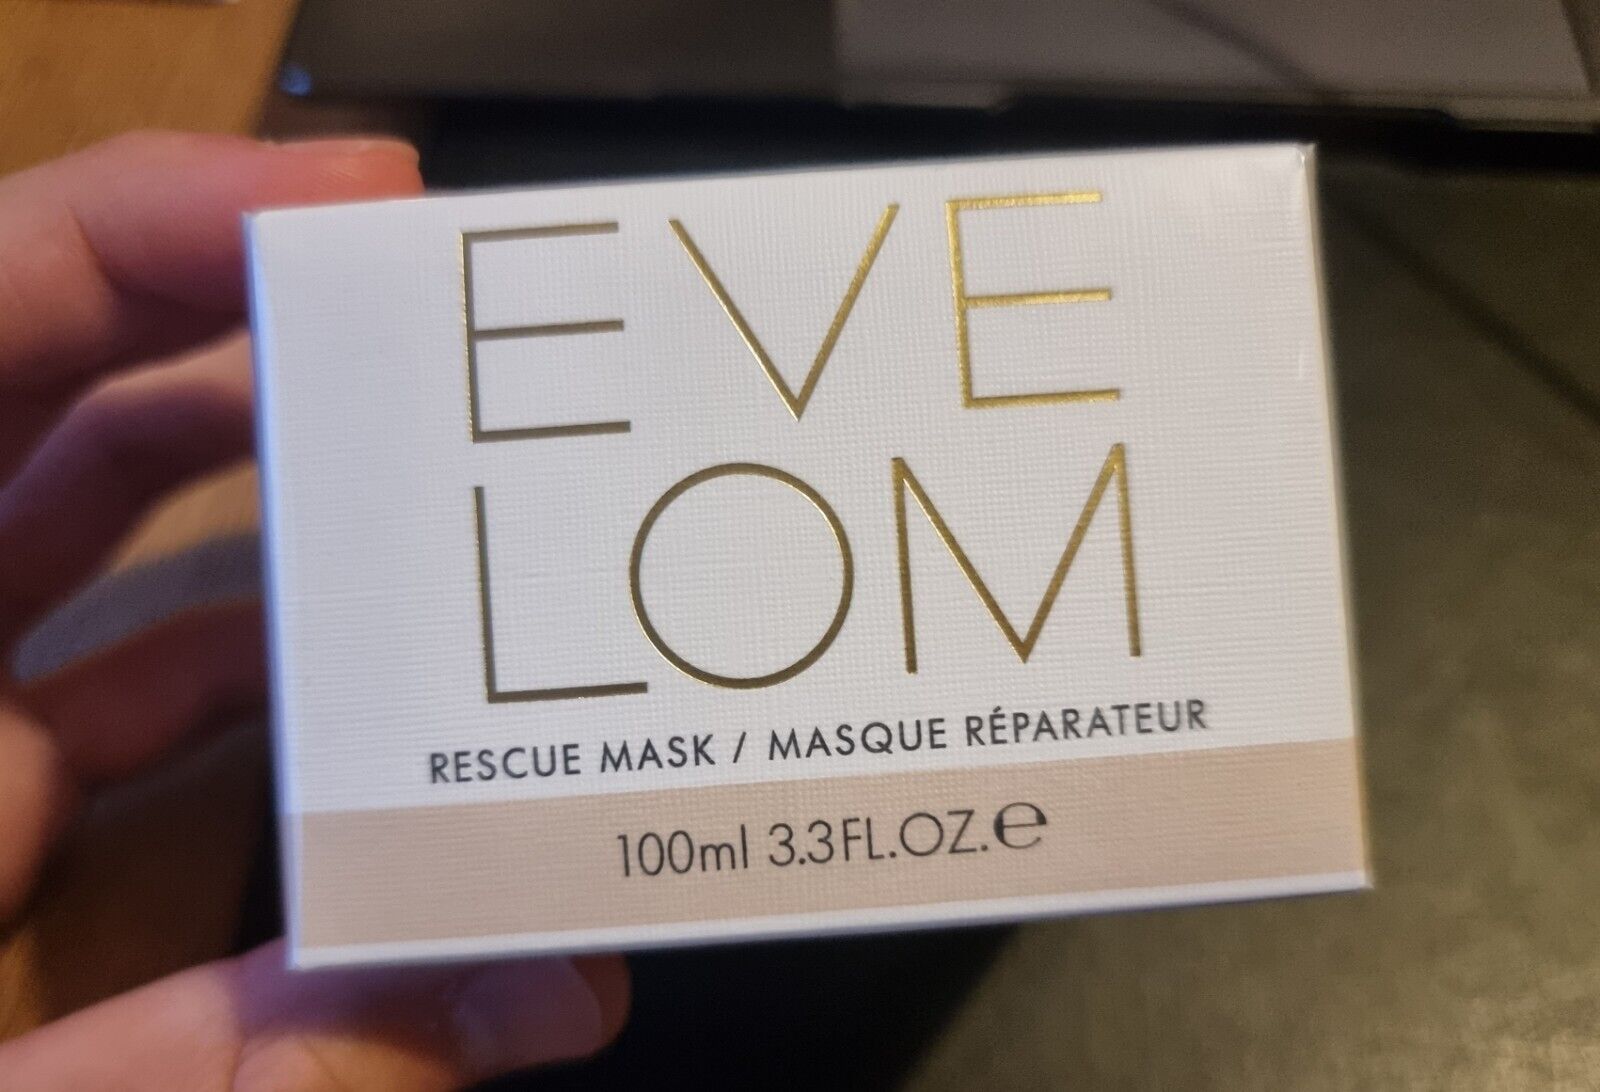 EVE
LOM
RESCUE MASK / MASQUE RÉPARATEUR
100ml 3.3FL.OZ.℮